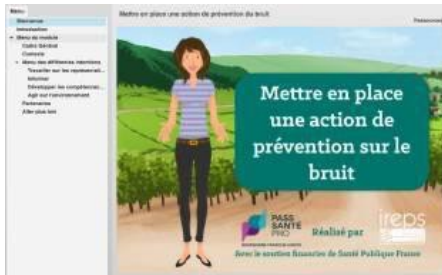 Menu
Mettre en place une action de prévention du bruit
Bienvenue
Introduction
Menu du module
Cadre Général
Contexte
Menu des différentes intentions
Travailler sur les représentati...
Informer
Développer les compétences...
Agir sur l'environnement
Partenaires
Aller plus loin
Mettre en place
une action de
prévention sur le
bruit
PASS
SANTÉ
PRO
Réalisé par
ireps
Avec le soutien financier de Santé Publique France